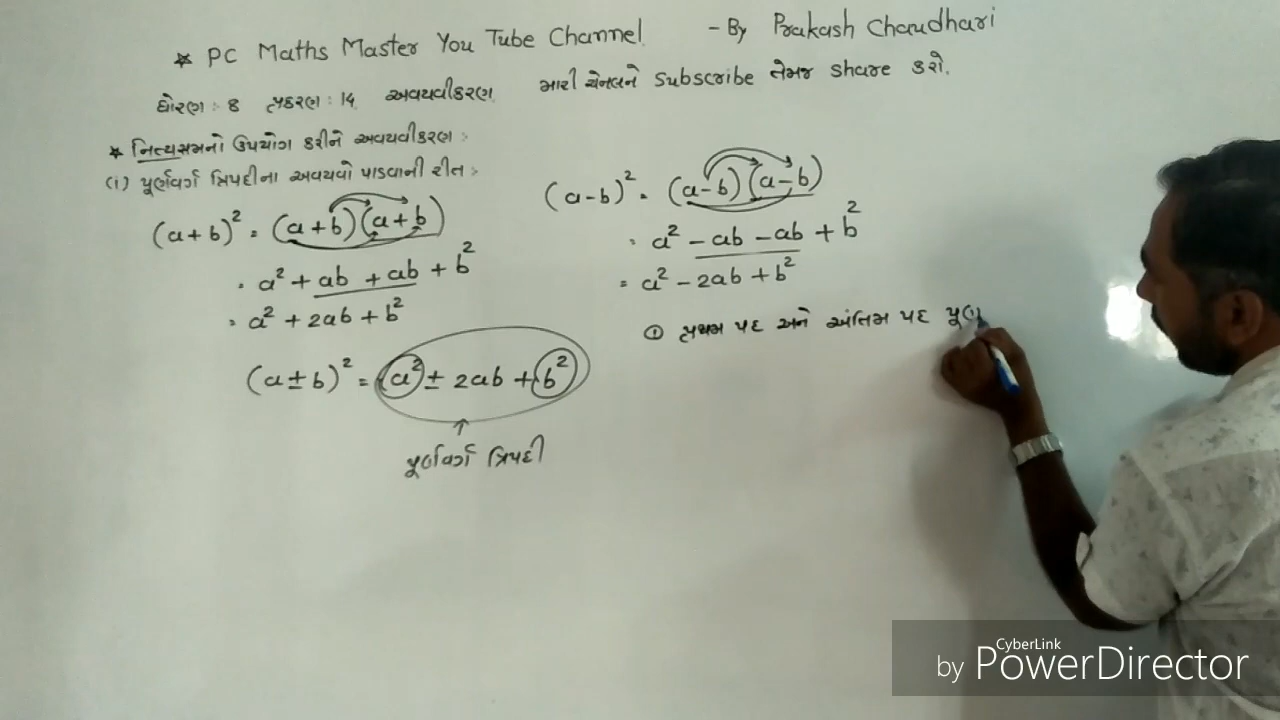 ★ PC Maths Master You Tube Channel. - By Prakash Chaudhari
ધોરણ : 8 પ્રકરણ : 14 અવયવીકરણ મારી ચેનલને Subscribe તેમજ Share કરો.
★ નિત્યસમનો ઉપયોગ કરીને અવયવીકરણ :
(i) પૂર્ણવર્ગ ત્રિપદીના અવયવો પાડવાની રીત :
(a+b)² = (a+b)(a+b)
= a² + ab + ab + b²
= a² + 2ab + b²
(a±b)² = a² ± 2ab + b²
↑
પૂર્ણવર્ગ ત્રિપદી
(a-b)² = (a-b)(a-b)
= a² - ab - ab + b²
= a² - 2ab + b²
① પ્રથમ પદ અને અંતિમ પદ
CyberLink
by PowerDirector